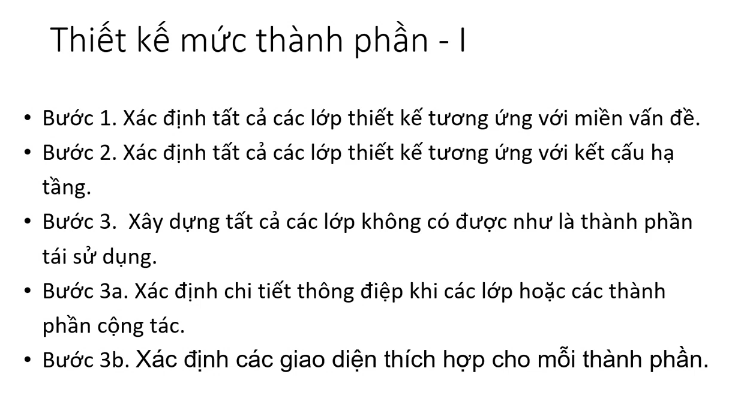 Thiết kế mức thành phần - I
• Bước 1. Xác định tất cả các lớp thiết kế tương ứng với miền vấn đề.
• Bước 2. Xác định tất cả các lớp thiết kế tương ứng với kết cấu hạ
tầng.
• Bước 3.  Xây dựng tất cả các lớp không có được như là thành phần
tái sử dụng.
• Bước 3a. Xác định chi tiết thông điệp khi các lớp hoặc các thành
phần cộng tác.
• Bước 3b. Xác định các giao diện thích hợp cho mỗi thành phần.